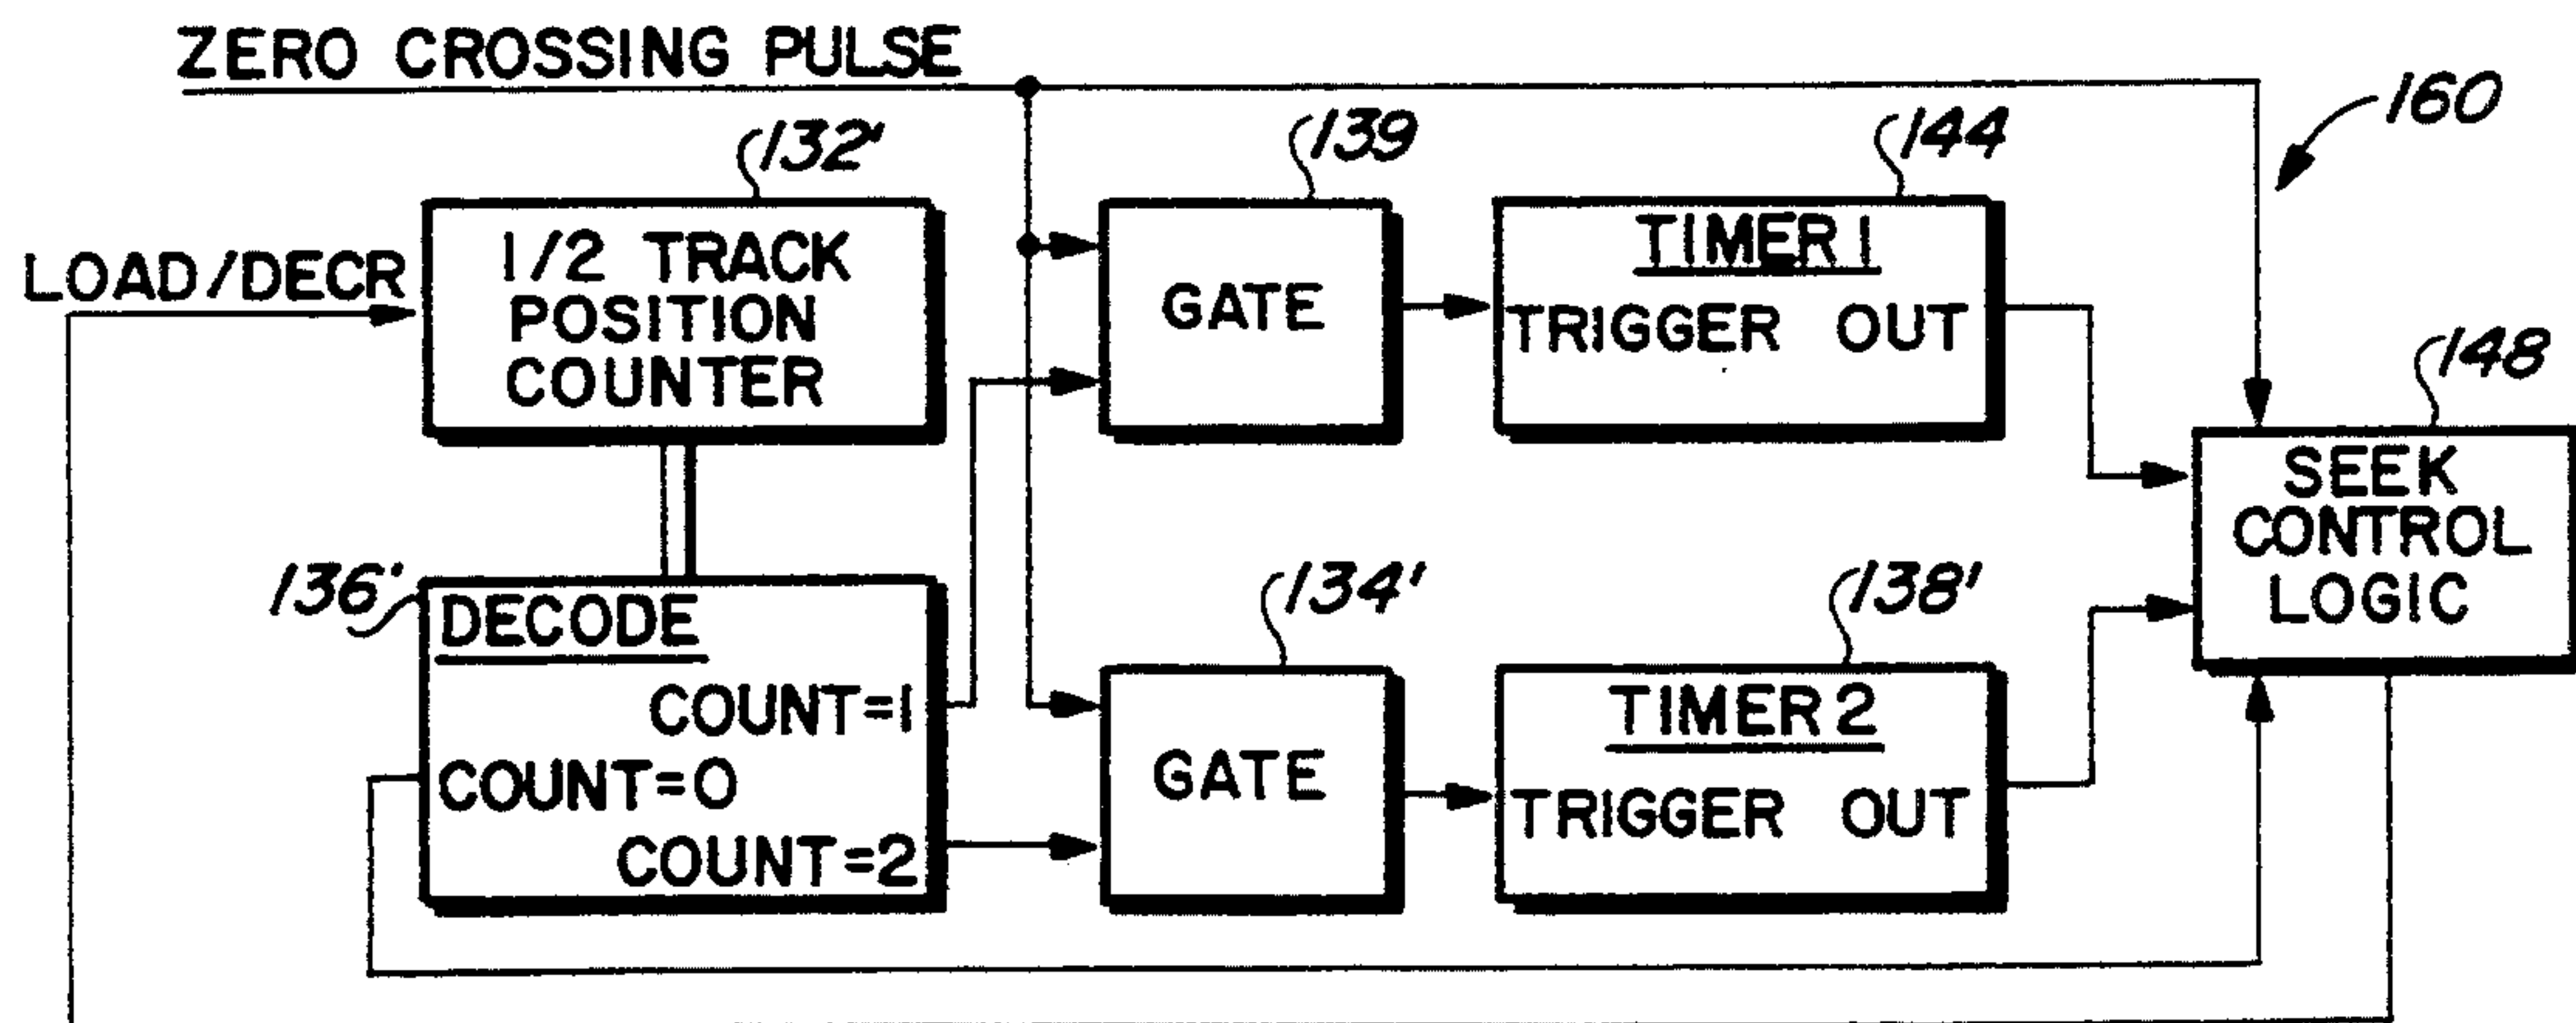 ZERO CROSSING PULSE
160
132'
139
144
LOAD/DECR
1/2 TRACK
POSITION
COUNTER
GATE
TIMER 1
TRIGGER OUT
148
SEEK
CONTROL
LOGIC
136'
DECODE
COUNT=1
COUNT=0
COUNT=2
134'
GATE
138'
TIMER 2
TRIGGER OUT